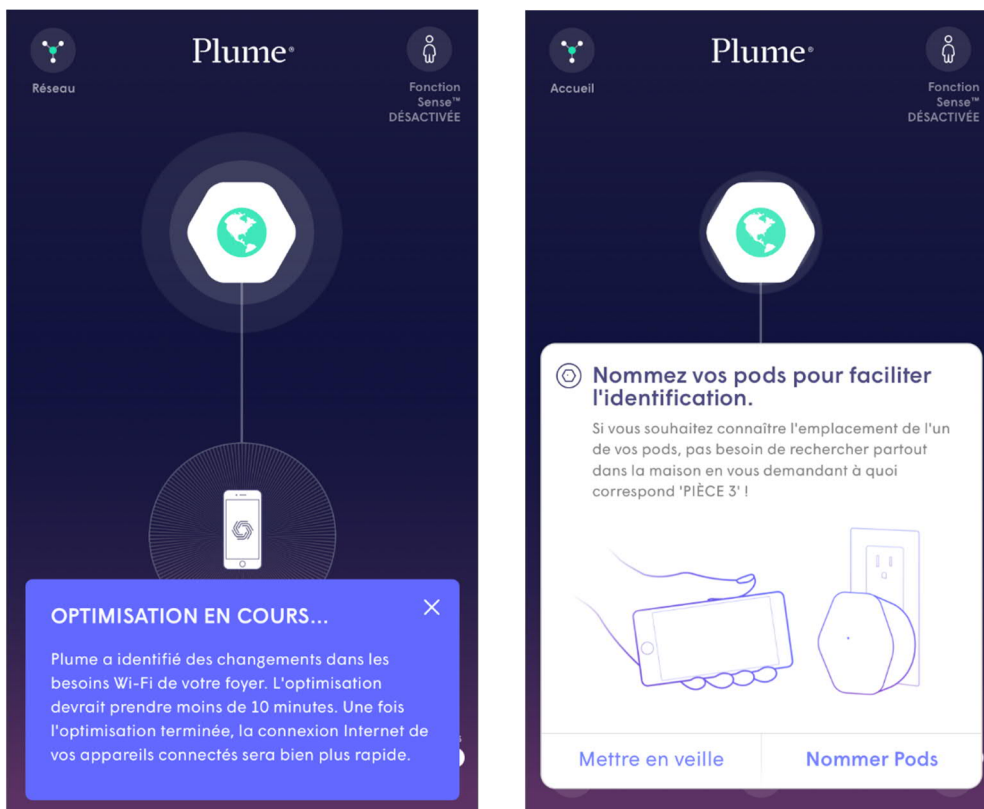 Plume®
Réseau
Fonction
Sense™
DÉSACTIVÉE
OPTIMISATION EN COURS...
Plume a identifié des changements dans les
besoins Wi-Fi de votre foyer. L'optimisation
devrait prendre moins de 10 minutes. Une fois
l'optimisation terminée, la connexion Internet de
vos appareils connectés sera bien plus rapide.
Plume®
Accueil
Fonction
Sense™
DÉSACTIVÉE
Nommez vos pods pour faciliter
l'identification.
Si vous souhaitez connaître l'emplacement de l'un
de vos pods, pas besoin de rechercher partout
dans la maison en vous demandant à quoi
correspond 'PIÈCE 3' !
Mettre en veille
Nommer Pods